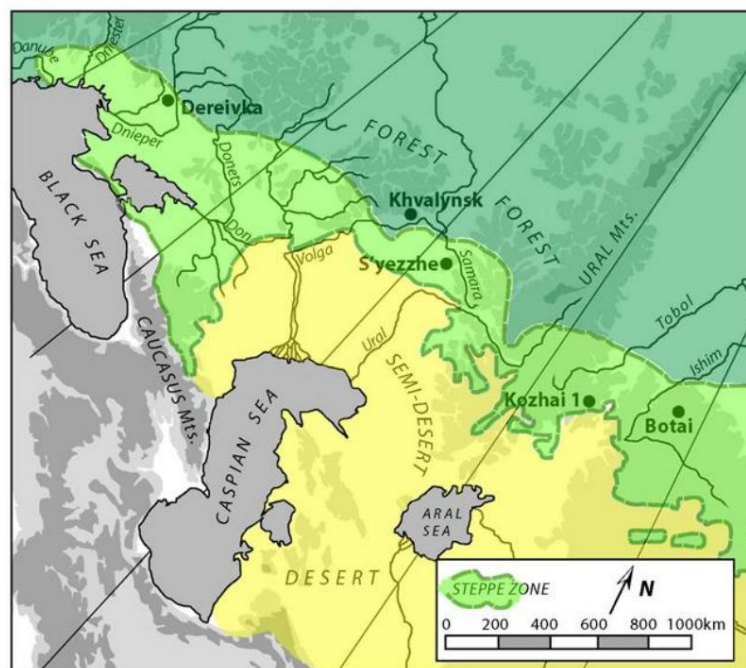 Danube
Dniester
Dereivka
Dnieper
Donets
FOREST
Khvalynsk
FOREST
BLACK SEA
Don
Volga
S'yezzhe
Samara
URAL Mts.
Tobol
Ishim
CAUCASUS Mts.
Ural
SEMI-DESERT
Kozhai 1
Botai
CASPIAN SEA
ARAL
SEA
DESERT
STEPPE ZONE
N
0 200 400 600 800 1000km